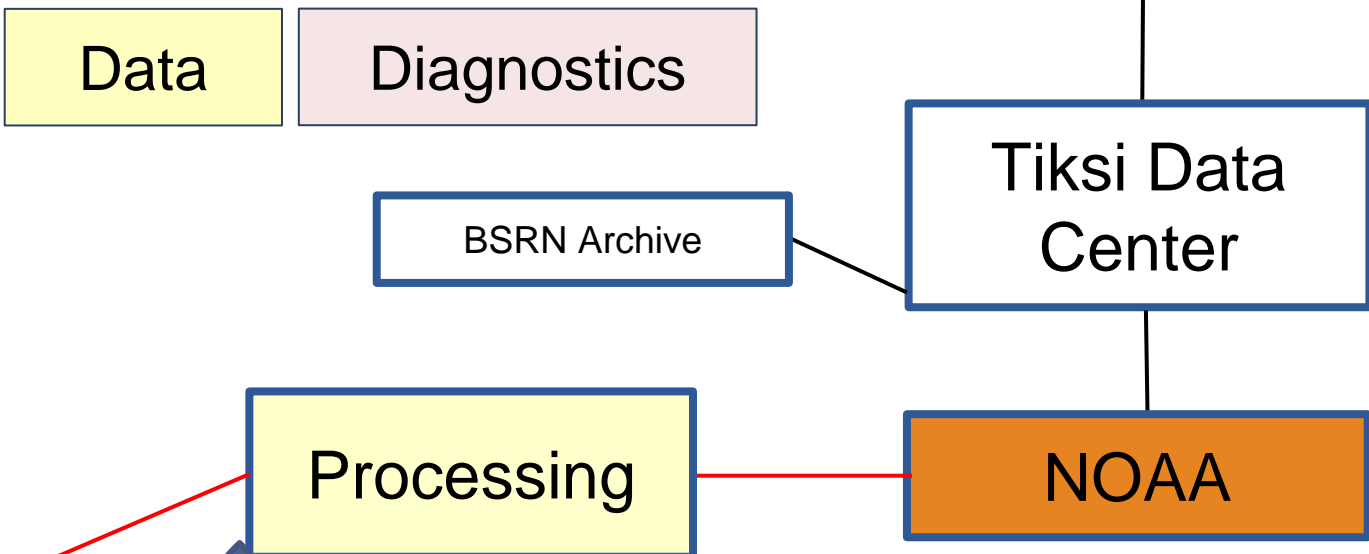 Data
Diagnostics
Tiksi Data
Center
BSRN Archive
Processing
NOAA